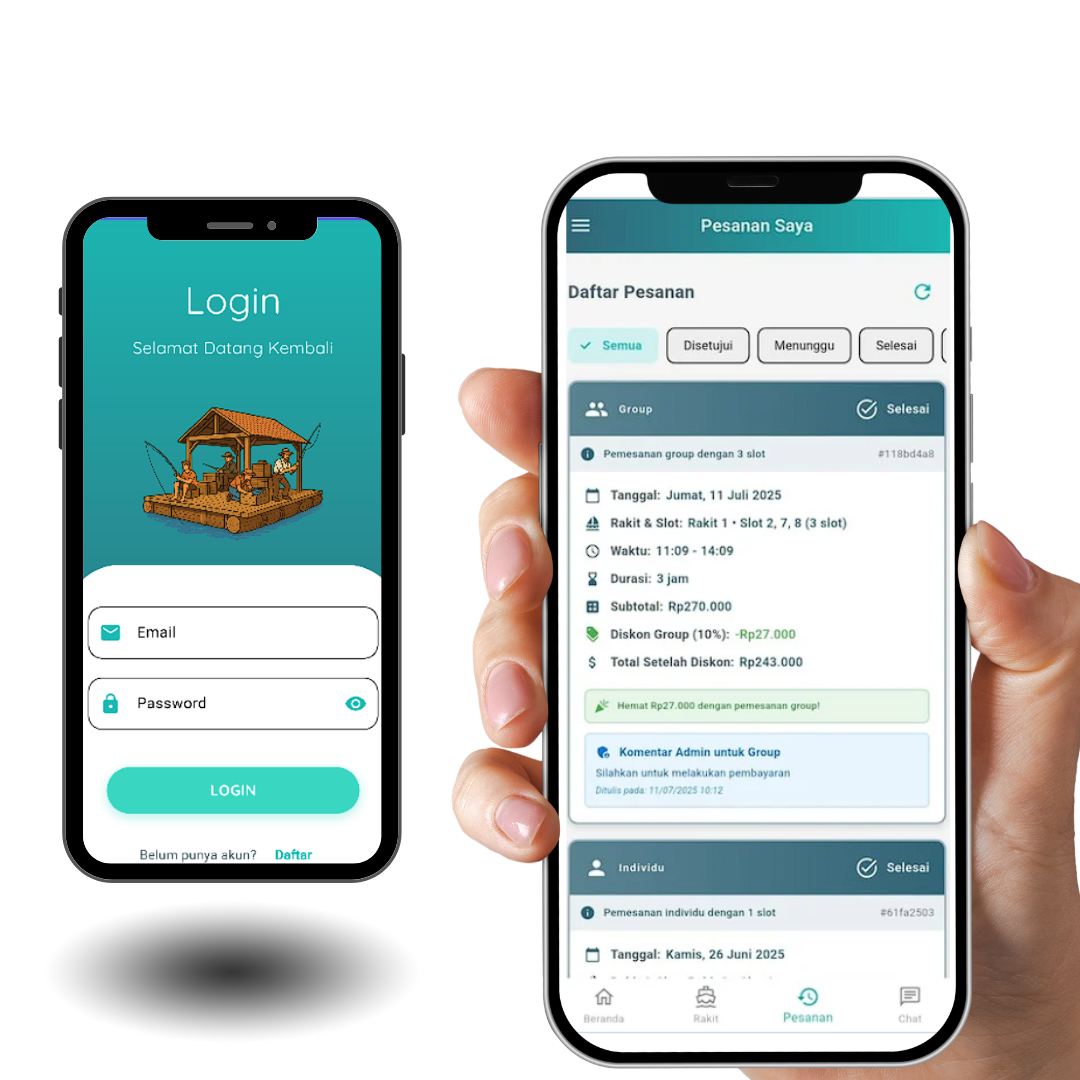 Login
Selamat Datang Kembali
Email
Password
LOGIN
Belum punya akun? Daftar
Pesanan Saya
Daftar Pesanan
Semua Disetujui Menunggu Selesai
Group Selesai
Pemesanan group dengan 3 slot #118bd4a8
Tanggal: Jumat, 11 Juli 2025
Rakit & Slot: Rakit 1 • Slot 2, 7, 8 (3 slot)
Waktu: 11:09 - 14:09
Durasi: 3 jam
Subtotal: Rp270.000
Diskon Group (10%): -Rp27.000
Total Setelah Diskon: Rp243.000
Hemat Rp27.000 dengan pemesanan group!
Komentar Admin untuk Group
Silahkan untuk melakukan pembayaran
Ditulis pada: 11/07/2025 10:12
Individu Selesai
Pemesanan individu dengan 1 slot #61fa2503
Tanggal: Kamis, 26 Juni 2025
Beranda Rakit Pesanan Chat